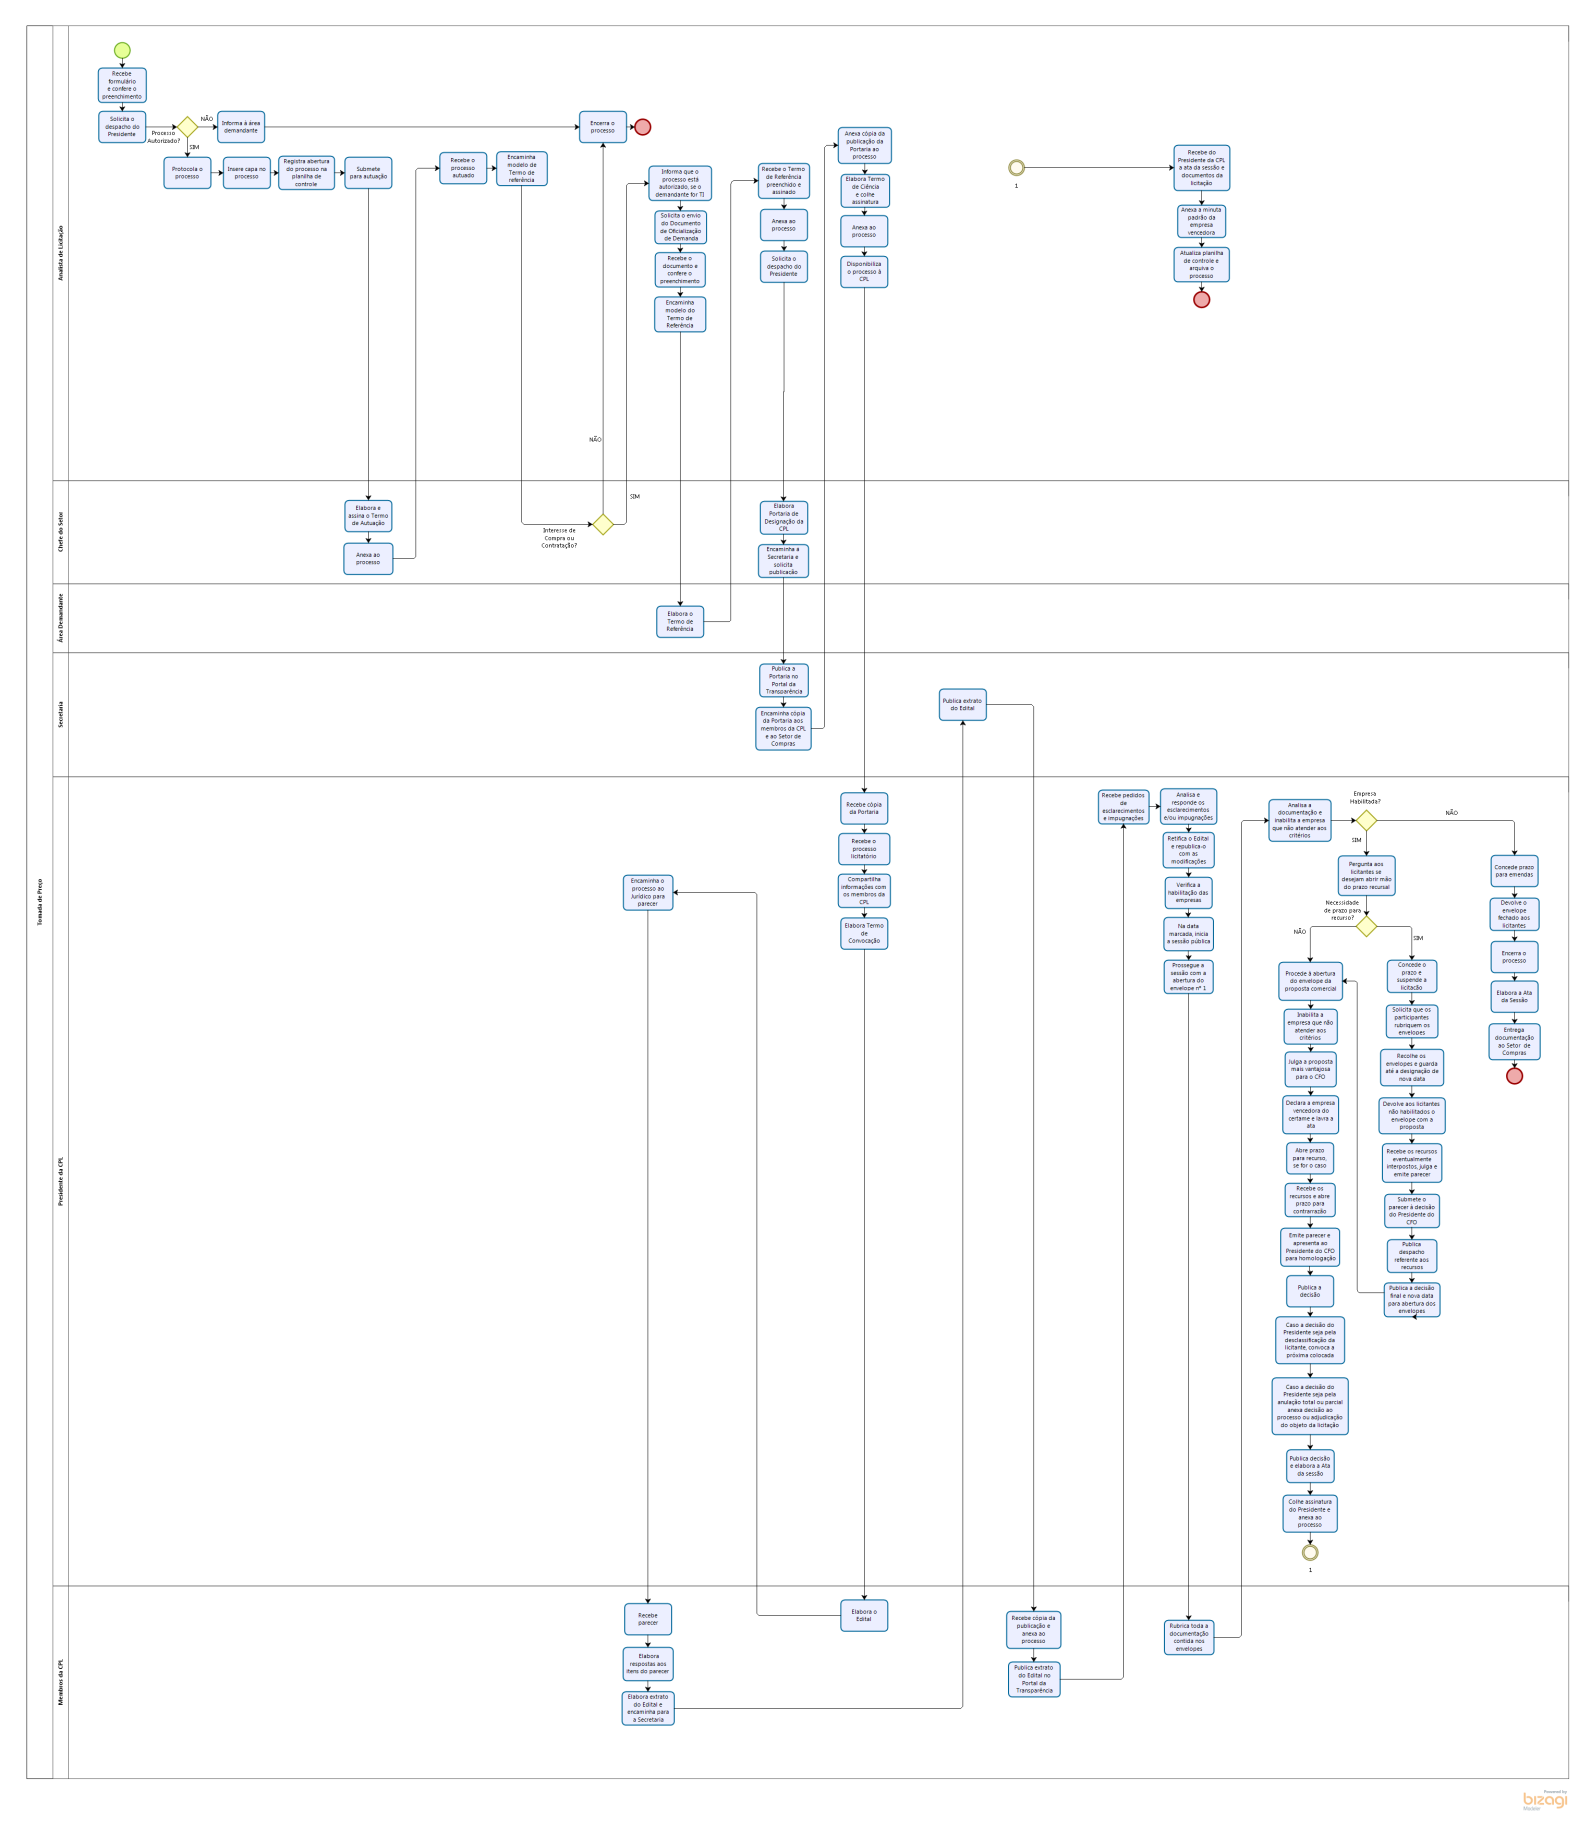 Tomada de Preço
Analista de Licitação
Recebe
formulário
e confere o
preenchimento
Solicita o
despacho do
Presidente
Processo
Autorizado?
NÃO
SIM
Informa à área
demandante
Encerra o
processo
Protocola o
processo
Insere capa no
processo
Registra abertura
do processo na
planilha de
controle
Submete
para autuação
Recebe o
processo
autuado
Encaminha
modelo de
Termo de
referência
Informa que o
processo está
autorizado, se o
demandante for TI
Solicita o envio
do Documento
de Oficialização
de Demanda
Recebe o
documento e
confere o
preenchimento
Encaminha
modelo do
Termo de
Referência
Recebe o Termo
de Referência
preenchido e
assinado
Anexa ao
processo
Solicita o
despacho do
Presidente
Anexa cópia da
publicação da
Portaria ao
processo
Elabora Termo
de Ciência
e colhe
assinatura
Anexa ao
processo
Disponibiliza
o processo à
CPL
1
Recebe do
Presidente da CPL
a ata da sessão e
documentos da
licitação
Anexa a minuta
padrão da
empresa
vencedora
Atualiza planilha
de controle e
arquiva o
processo
NÃO
SIM
Chefe do Setor
Elabora e
assina o Termo
de Autuação
Anexa ao
processo
Interesse de
Compra ou
Contratação?
Elabora
Portaria de
Designação da
CPL
Encaminha a
Secretaria e
solicita
publicação
Área Demandante
Elabora o
Termo de
Referência
Secretaria
Publica a
Portaria no
Portal da
Transparência
Encaminha cópia
da Portaria aos
membros da CPL
e ao Setor de
Compras
Publica extrato
do Edital
Presidente da CPL
Encaminha o
processo ao
Jurídico para
parecer
Recebe cópia
da Portaria
Recebe o
processo
licitatório
Compartilha
informações com
os membros da
CPL
Elabora Termo
de
Convocação
Recebe pedidos
de
esclarecimentos
e impugnações
Analisa e
responde os
esclarecimentos
e/ou impugnações
Retifica o Edital
e republica-o
com as
modificações
Verifica a
habilitação das
empresas
Na data
marcada, inicia
a sessão pública
Prossegue a
sessão com a
abertura do
envelope nº 1
Analisa a
documentação e
inabilita a empresa
que não atender aos
critérios
Empresa
Habilitada?
NÃO
SIM
Pergunta aos
licitantes se
desejam abrir mão
do prazo recursal
Necessidade
de prazo para
recurso?
NÃO
SIM
Procede à abertura
do envelope da
proposta comercial
Inabilita a
empresa que não
atender aos
critérios
Julga a proposta
mais vantajosa
para o CFO
Declara a empresa
vencedora do
certame e lavra a
ata
Abre prazo
para recurso,
se for o caso
Recebe os
recursos e abre
prazo para
contrarrazão
Emite parecer e
apresenta ao
Presidente do CFO
para homologação
Publica a
decisão
Caso a decisão do
Presidente seja pela
desclassificação da
licitante, convoca a
próxima colocada
Caso a decisão do
Presidente seja pela
anulação total ou parcial
anexa decisão ao
processo ou adjudicação
do objeto da licitação
Publica decisão
e elabora a Ata
da sessão
Colhe assinatura
do Presidente e
anexa ao
processo
1
Concede o
prazo e
suspende a
licitação
Solicita que os
participantes
rubriquem os
envelopes
Recolhe os
envelopes e guarda
até a designação de
nova data
Devolve aos licitantes
não habilitados o
envelope com a
proposta
Recebe os recursos
eventualmente
interpostos, julga e
emite parecer
Submete o
parecer à decisão
do Presidente do
CFO
Publica
despacho
referente aos
recursos
Publica a decisão
final e nova data
para abertura dos
envelopes
Concede prazo
para emendas
Devolve o
envelope
fechado aos
licitantes
Encerra o
processo
Elabora a Ata
da Sessão
Entrega
documentação
ao Setor de
Compras
Membros da CPL
Recebe
parecer
Elabora
respostas aos
itens do parecer
Elabora extrato
do Edital e
encaminha para
a Secretaria
Elabora o
Edital
Recebe cópia da
publicação e
anexa ao
processo
Publica extrato
do Edital no
Portal da
Transparência
Rubrica toda a
documentação
contida nos
envelopes
Powered by
bizagi
Modeler